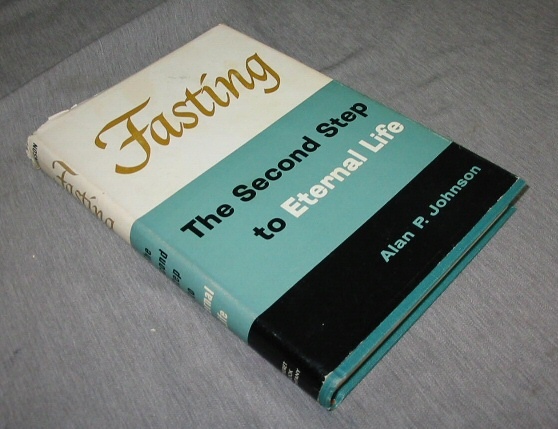 Fasting
The Second Step
to Eternal Life
Alan P. Johnson
Fasting